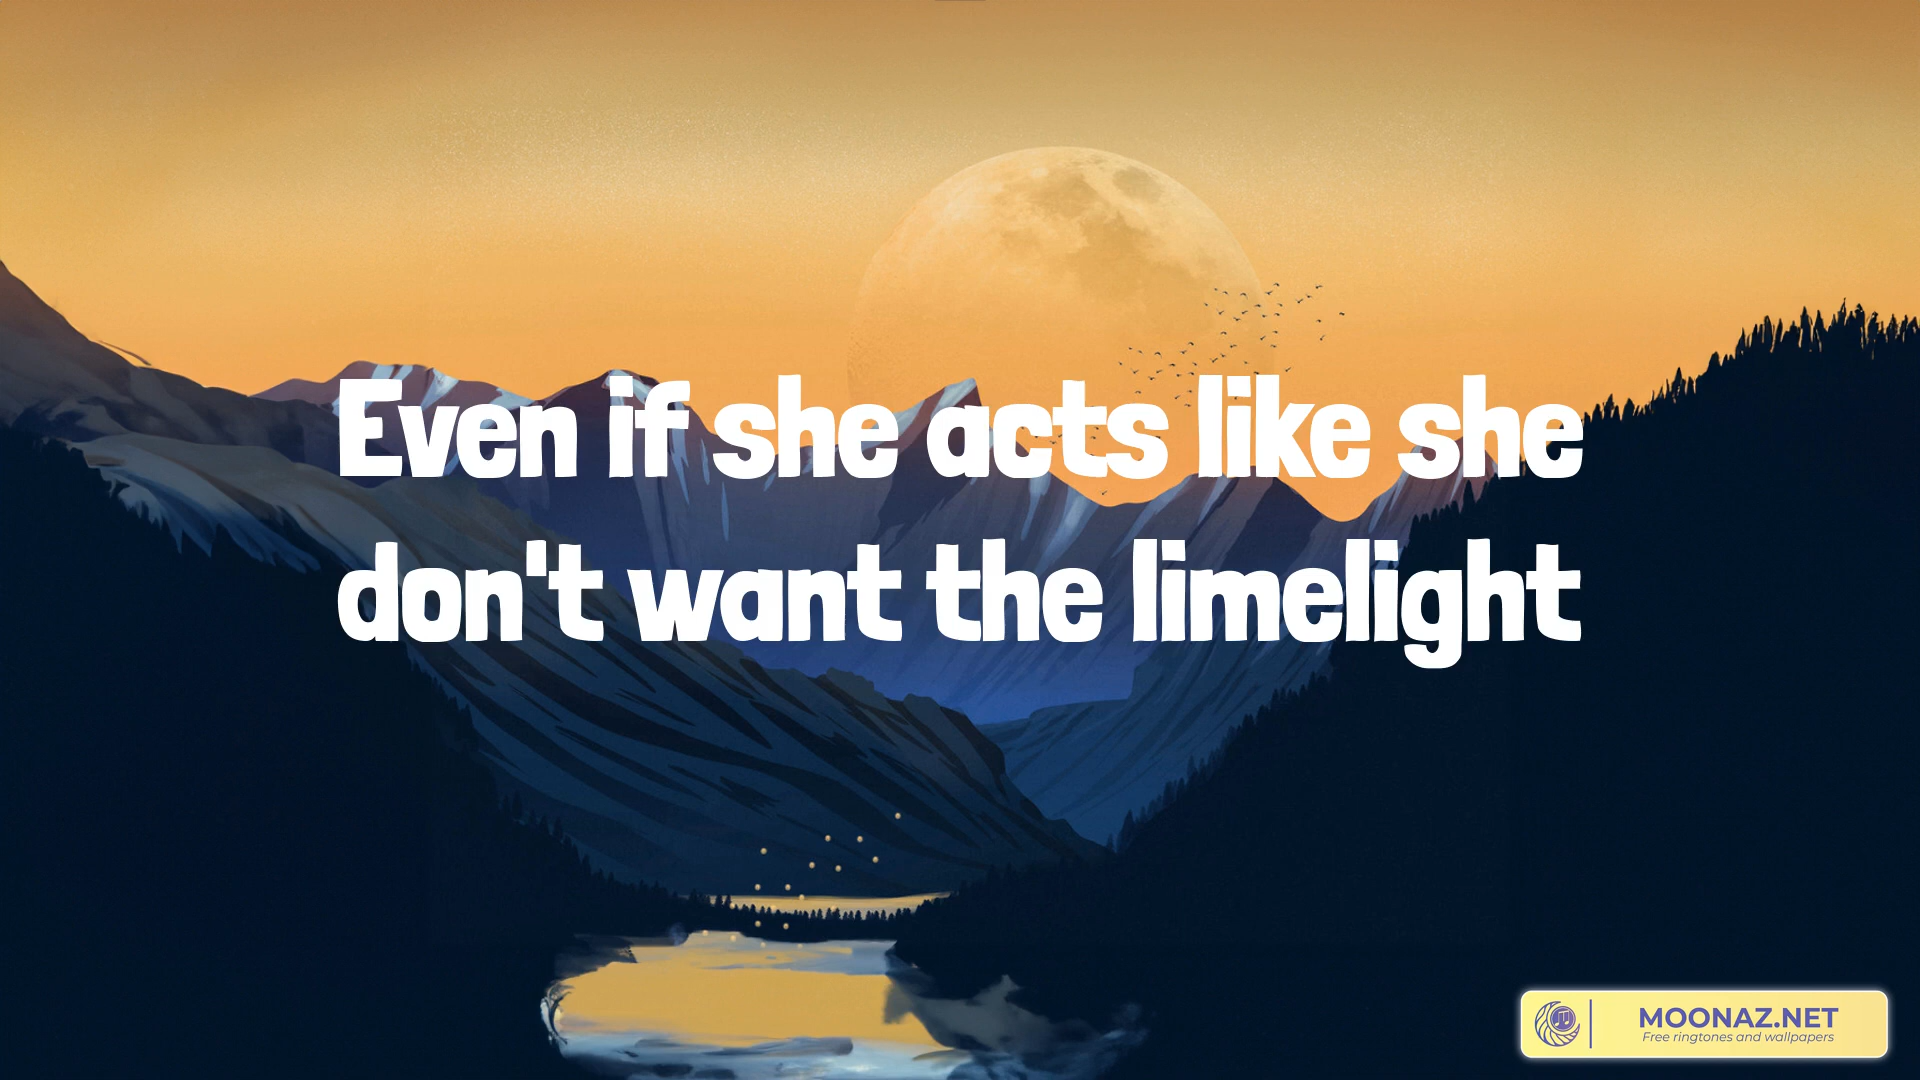 Even if she acts like she
don't want the limelight
MOONAZ.NET
Free ringtones and wallpapers